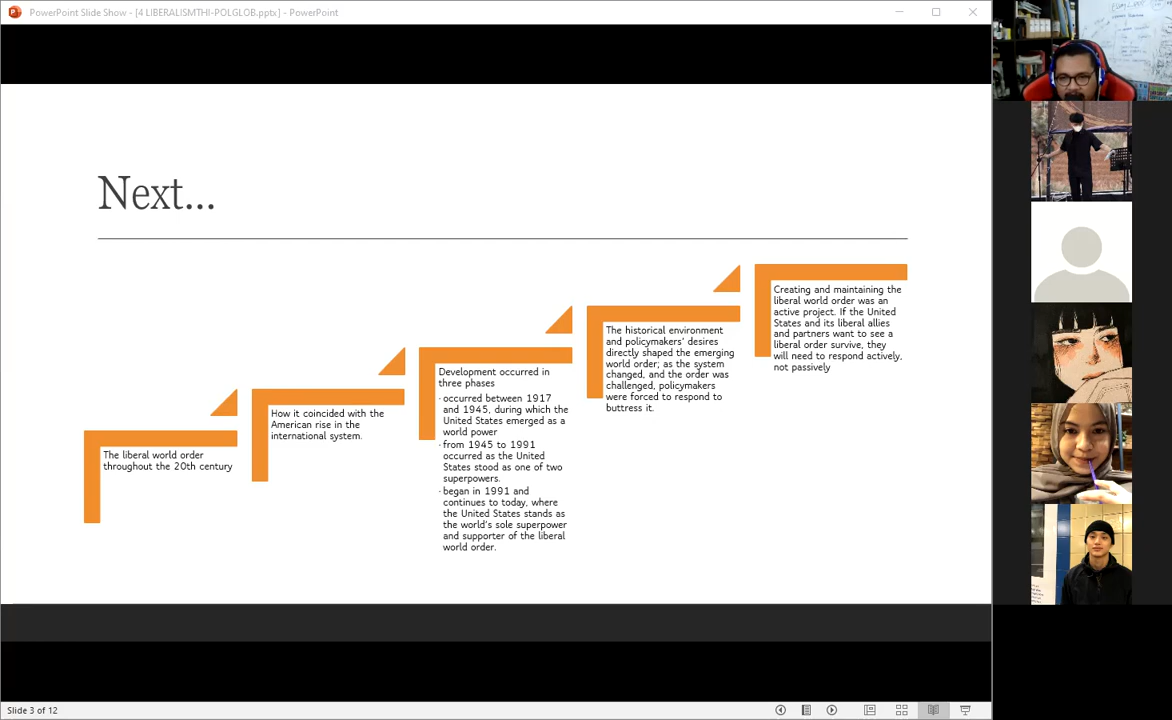 PowerPoint Slide Show - [4 LIBERALISMTHI-POLGLOB.pptx] - PowerPoint
Next...
The liberal world order
throughout the 20th century
How it coincided with the
American rise in the
international system.
Development occurred in
three phases
· occurred between 1917
and 1945, during which the
United States emerged as a
world power
· from 1945 to 1991
occurred as the United
States stood as one of two
superpowers.
· began in 1991 and
continues to today, where
the United States stands as
the world's sole superpower
and supporter of the liberal
world order.
The historical environment
and policymakers' desires
directly shaped the emerging
world order; as the system
changed, and the order was
challenged, policymakers
were forced to respond to
buttress it.
Creating and maintaining the
liberal world order was an
active project. If the United
States and its liberal allies
and partners want to see a
liberal order survive, they
will need to respond actively,
not passively
Slide 3 of 12